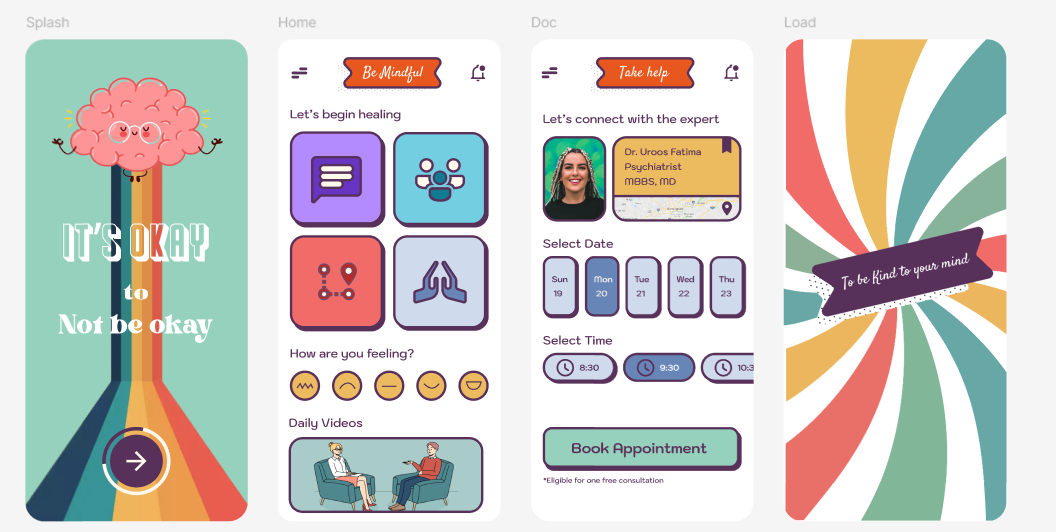 Splash
Home
Doc
Load
IT'S OKAY
to
Not be okay
Be Mindful
Let's begin healing
How are you feeling?
Daily Videos
Take help
Let's connect with the expert
Dr. Uroos Fatima
Psychiatrist
MBBS, MD
Select Date
Sun Mon Tue Wed Thu
19 20 21 22 23
Select Time
8:30 9:30 10:3
Book Appointment
*Eligible for one free consultation
To be Kind to your mind